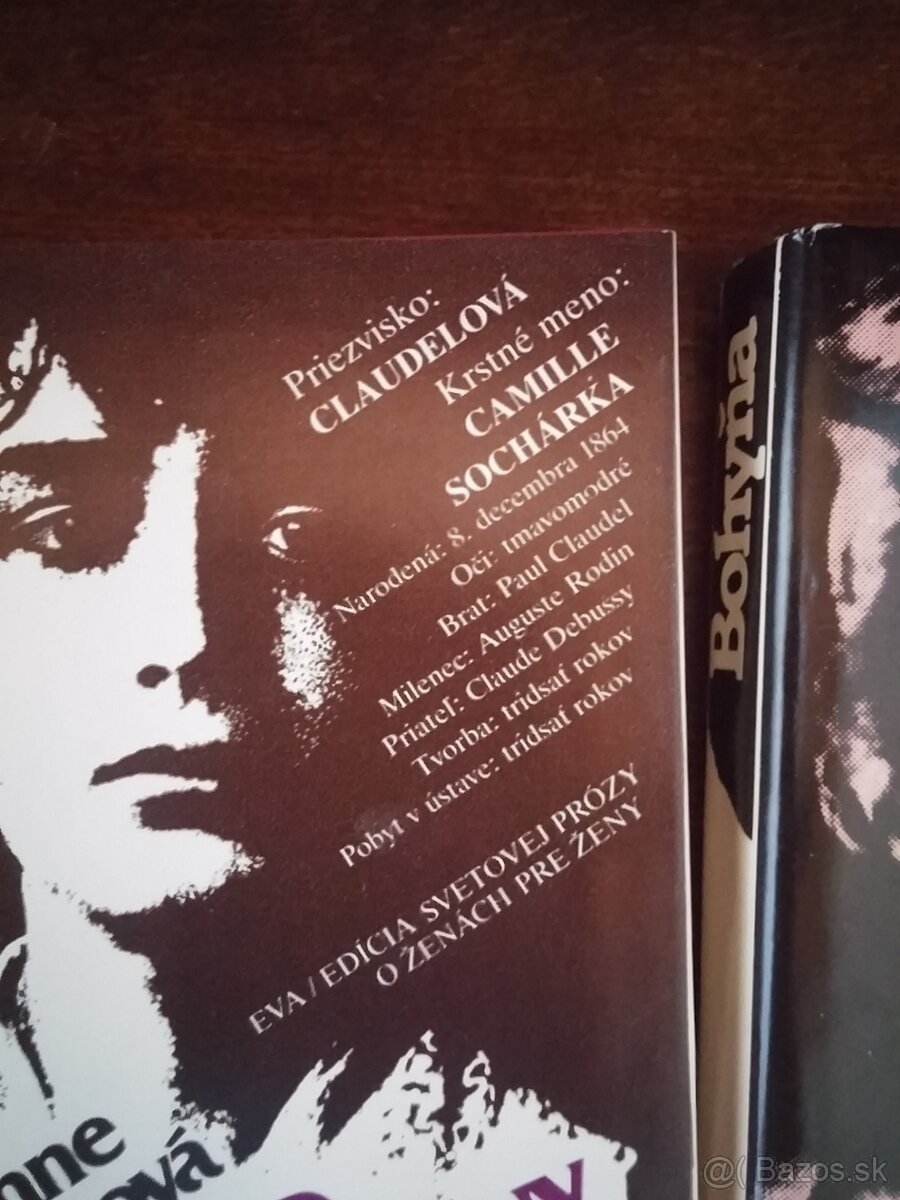 Priezvisko:
CLAUDELOVÁ
Krstné meno:
CAMILLE
SOCHÁRKA
Narodená: 8. decembra 1864
Oči: tmavomodré
Brat: Paul Claudel
Milenec: Auguste Rodin
Priateľ: Claude Debussy
Tvorba: tridsať rokov
Pobyt v ústave: tridsať rokov
EVA / EDÍCIA SVETOVEJ PRÓZY
O ŽENÁCH PRE ŽENY
Bohyňa
@( Bazos.sk